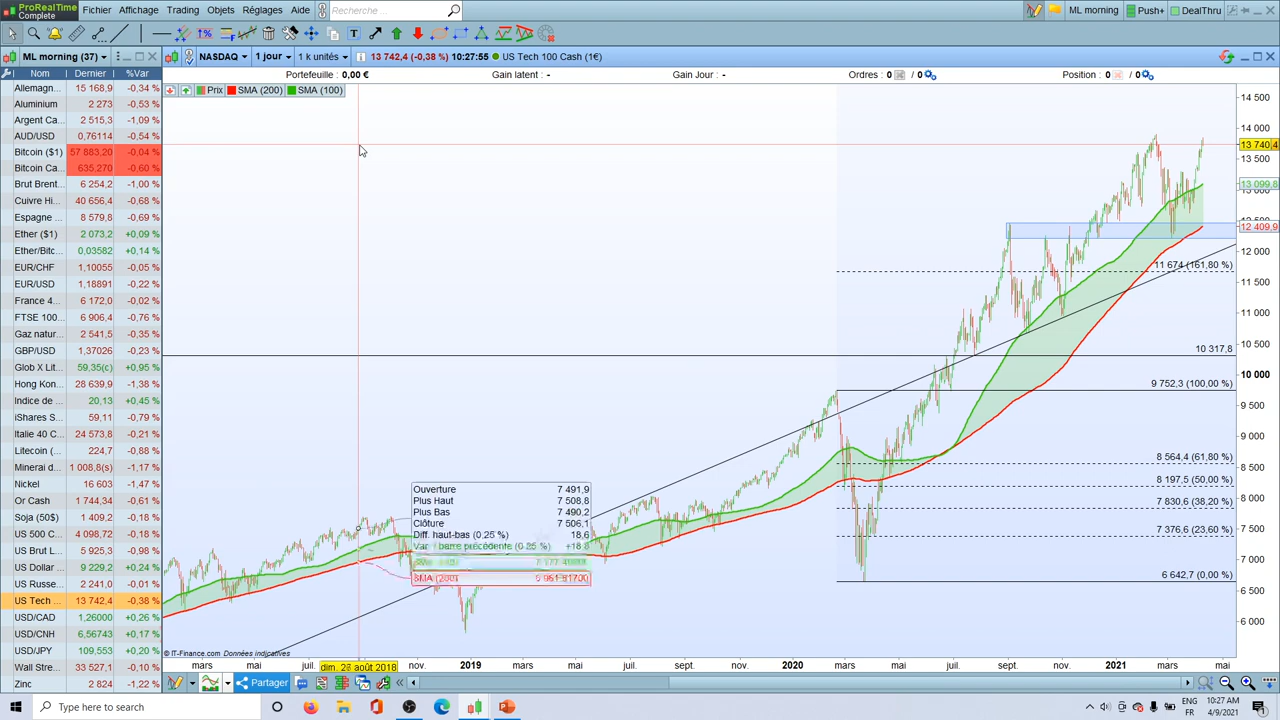 ProRealTime
Complete
Fichier
Affichage
Trading
Objets
Réglages
Aide
Recherche ...
ML morning
Push+
DealThru
ML morning (37)
NASDAQ
1 jour
1 k unités
13 742,4 (-0,38 %)
10:27:55
US Tech 100 Cash (1€)
Nom Dernier %Var
Portefeuille : 0,00 €
Gain latent : -
Gain Jour : -
Ordres : 0 / 0
Position : 0 / 0
Prix
SMA (200)
SMA (100)
Allemagn... 15 168,9 -0,34 %
Aluminium 2 273 -0,53 %
Argent Ca... 2 515,3 -1,09 %
AUD/USD 0,76114 -0,54 %
Bitcoin ($1) 57 883,20 -0,04 %
Bitcoin Ca... 635,270 -0,60 %
Brut Brent... 6 254,2 -1,00 %
Cuivre Hi... 40 656,4 -0,68 %
Espagne ... 8 579,8 -0,69 %
Ether ($1) 2 073,2 +0,09 %
Ether/Bitc... 0,03582 +0,14 %
EUR/CHF 1,10055 -0,05 %
EUR/USD 1,18891 -0,22 %
France 4... 6 172,0 -0,02 %
FTSE 100... 6 906,4 -0,76 %
Gaz natur... 2 541,5 -0,35 %
GBP/USD 1,37026 -0,23 %
Glob X Lit... 59,35(c) +0,95 %
Hong Kon... 28 639,9 -1,38 %
Indice de ... 20,13 +0,45 %
iShares S... 59,11 -0,79 %
Italie 40 C... 24 573,8 -0,21 %
Litecoin (... 224,7 -0,88 %
Minerai d... 1 008,8(s) -1,17 %
Nickel 16 603 -1,47 %
Or Cash 1 744,34 -0,61 %
Soja (50$) 1 409,2 -0,18 %
US 500 C... 4 098,72 -0,18 %
US Brut L... 5 925,3 -0,98 %
US Dollar ... 9 229,2 +0,24 %
US Russe... 2 241,0 -0,01 %
US Tech ... 13 742,4 -0,38 %
USD/CAD 1,26000 +0,26 %
USD/CNH 6,56743 +0,17 %
USD/JPY 109,553 +0,20 %
Wall Stre... 33 527,1 -0,10 %
Zinc 2 824 -1,22 %
14 500
14 000
13 740,4
13 500
13 099,8
12 409,9
12 000
11 674 (161,80 %)
11 500
11 000
10 500
10 317,8
10 000
9 752,3 (100,00 %)
9 500
9 000
8 564,4 (61,80 %)
8 500
8 197,5 (50,00 %)
8 000
7 830,6 (38,20 %)
7 500
7 376,6 (23,60 %)
7 000
6 642,7 (0,00 %)
6 500
6 000
Ouverture 7 491,9
Plus Haut 7 508,8
Plus Bas 7 490,2
Clôture 7 506,1
Diff. haut-bas (0.25 %) 18,6
Var. 1 barre précédente (0.25 %) +18,8
SMA (200)
© IT-Finance.com Données indicatives
mars mai juil. dim. 26 août 2018 nov. 2019 mars mai juil. sept. nov. 2020 mars mai juil. sept. nov. 2021 mars mai
Partager
Type here to search
ENG
FR
10:27 AM
4/9/2021